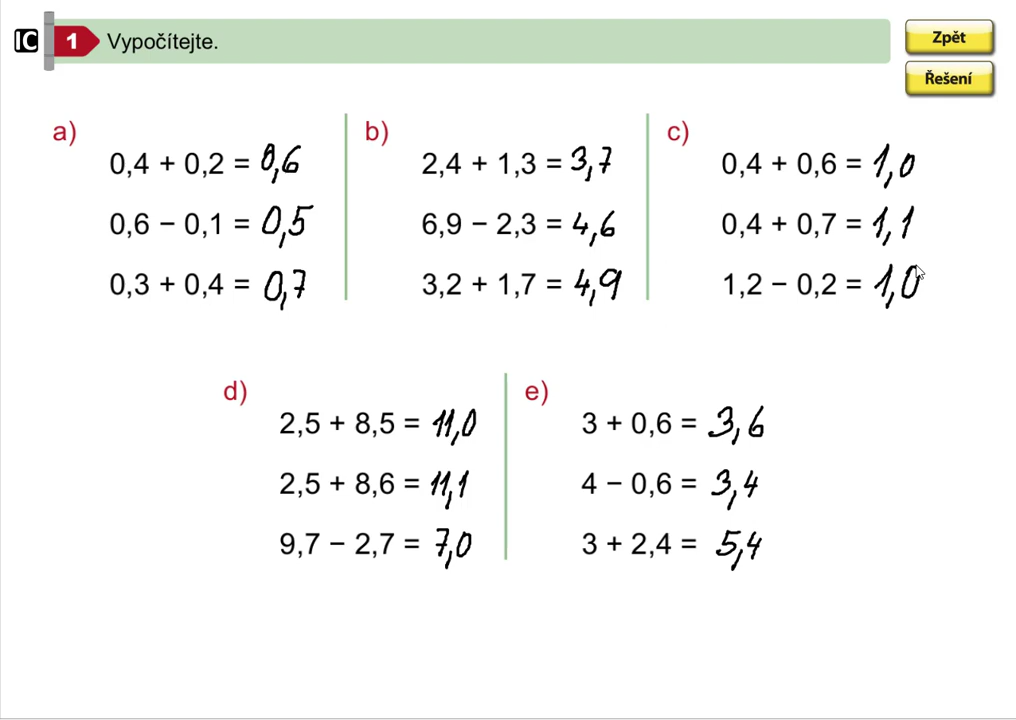 IC 1 Vypočítejte. Zpět
Řešení
a)
0,4 + 0,2 = 0,6
0,6 − 0,1 = 0,5
0,3 + 0,4 = 0,7
b)
2,4 + 1,3 = 3,7
6,9 − 2,3 = 4,6
3,2 + 1,7 = 4,9
c)
0,4 + 0,6 = 1,0
0,4 + 0,7 = 1,1
1,2 − 0,2 = 1,0
d)
2,5 + 8,5 = 11,0
2,5 + 8,6 = 11,1
9,7 − 2,7 = 7,0
e)
3 + 0,6 = 3,6
4 − 0,6 = 3,4
3 + 2,4 = 5,4